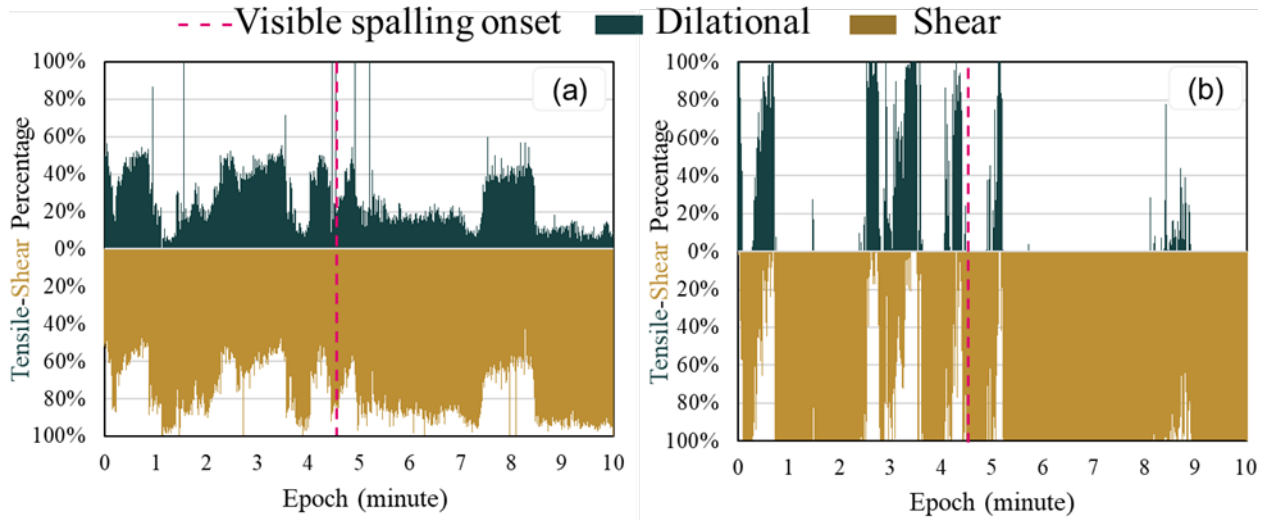 Visible spalling onset Dilational Shear
(a)
100%
80%
60%
40%
20%
0%
20%
40%
60%
80%
100%
Tensile-Shear Percentage
0 1 2 3 4 5 6 7 8 9 10
Epoch (minute)
(b)
100%
80%
60%
40%
20%
0%
20%
40%
60%
80%
100%
Tensile-Shear Percentage
0 1 2 3 4 5 6 7 8 9 10
Epoch (minute)